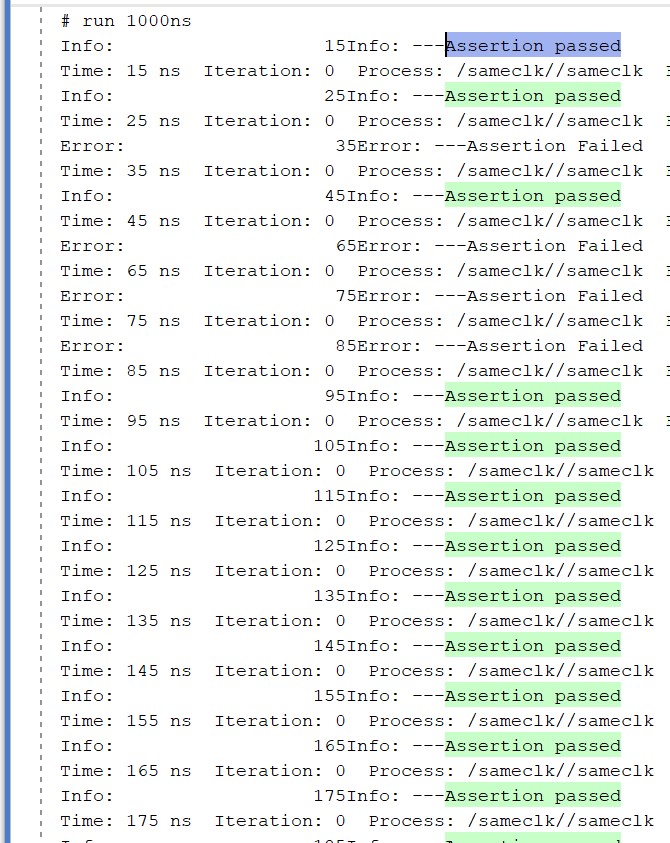 # run 1000ns
Info:                   15Info: ---Assertion passed
Time: 15 ns  Iteration: 0  Process: /sameclk//sameclk
Info:                   25Info: ---Assertion passed
Time: 25 ns  Iteration: 0  Process: /sameclk//sameclk
Error:                   35Error: ---Assertion Failed
Time: 35 ns  Iteration: 0  Process: /sameclk//sameclk
Info:                   45Info: ---Assertion passed
Time: 45 ns  Iteration: 0  Process: /sameclk//sameclk
Error:                   65Error: ---Assertion Failed
Time: 65 ns  Iteration: 0  Process: /sameclk//sameclk
Error:                   75Error: ---Assertion Failed
Time: 75 ns  Iteration: 0  Process: /sameclk//sameclk
Error:                   85Error: ---Assertion Failed
Time: 85 ns  Iteration: 0  Process: /sameclk//sameclk
Info:                   95Info: ---Assertion passed
Time: 95 ns  Iteration: 0  Process: /sameclk//sameclk
Info:                  105Info: ---Assertion passed
Time: 105 ns  Iteration: 0  Process: /sameclk//sameclk
Info:                  115Info: ---Assertion passed
Time: 115 ns  Iteration: 0  Process: /sameclk//sameclk
Info:                  125Info: ---Assertion passed
Time: 125 ns  Iteration: 0  Process: /sameclk//sameclk
Info:                  135Info: ---Assertion passed
Time: 135 ns  Iteration: 0  Process: /sameclk//sameclk
Info:                  145Info: ---Assertion passed
Time: 145 ns  Iteration: 0  Process: /sameclk//sameclk
Info:                  155Info: ---Assertion passed
Time: 155 ns  Iteration: 0  Process: /sameclk//sameclk
Info:                  165Info: ---Assertion passed
Time: 165 ns  Iteration: 0  Process: /sameclk//sameclk
Info:                  175Info: ---Assertion passed
Time: 175 ns  Iteration: 0  Process: /sameclk//sameclk